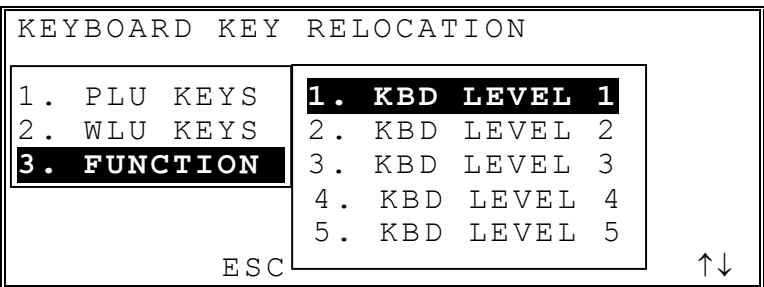 KEYBOARD KEY RELOCATION
1. PLU KEYS
2. WLU KEYS
3. FUNCTION
1. KBD LEVEL 1
2. KBD LEVEL 2
3. KBD LEVEL 3
4. KBD LEVEL 4
5. KBD LEVEL 5
ESC ↑↓